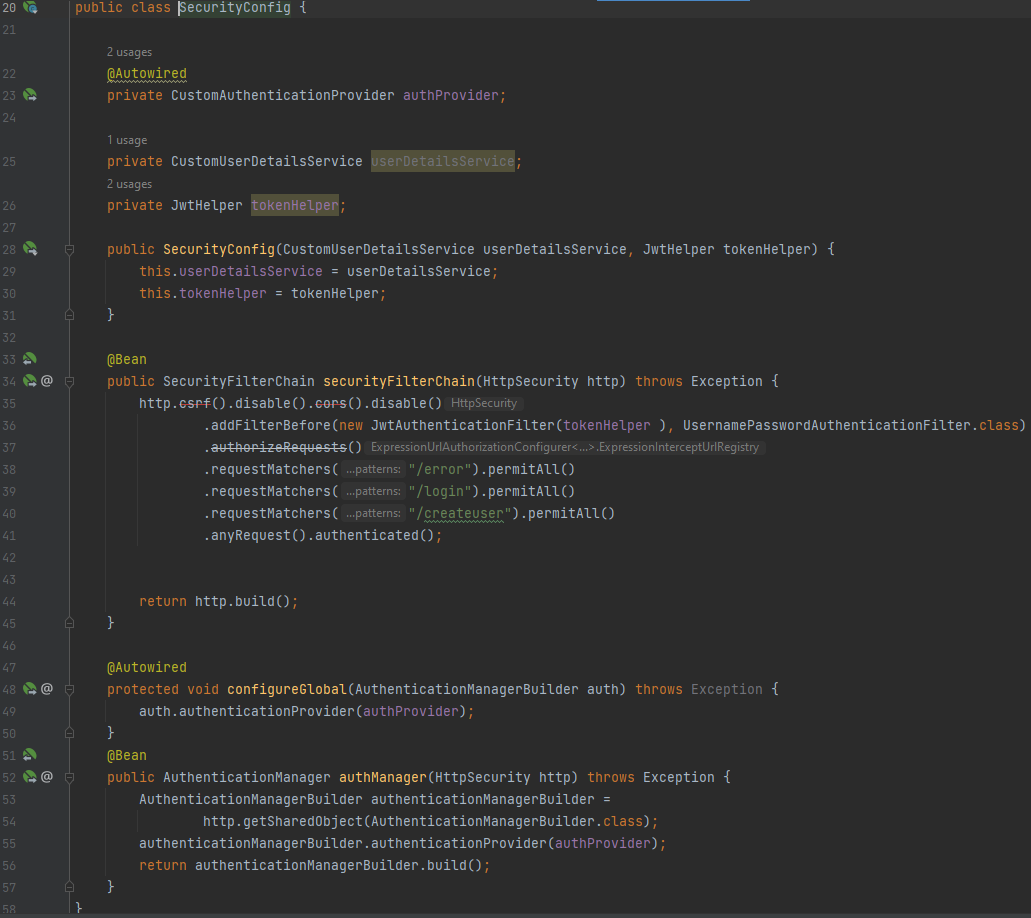 20 public class SecurityConfig {
21
2 usages
22 @Autowired
23 private CustomAuthenticationProvider authProvider;
24
1 usage
25 private CustomUserDetailsService userDetailsService;
2 usages
26 private JwtHelper tokenHelper;
27
28 public SecurityConfig(CustomUserDetailsService userDetailsService, JwtHelper tokenHelper) {
29 this.userDetailsService = userDetailsService;
30 this.tokenHelper = tokenHelper;
31 }
32
33 @Bean
34 @ public SecurityFilterChain securityFilterChain(HttpSecurity http) throws Exception {
35 http.csrf().disable().cors().disable() HttpSecurity
36 .addFilterBefore(new JwtAuthenticationFilter(tokenHelper ), UsernamePasswordAuthenticationFilter.class)
37 .authorizeRequests() ExpressionUrlAuthorizationConfigurer<...>.ExpressionInterceptUrlRegistry
38 .requestMatchers( ...patterns: "/error").permitAll()
39 .requestMatchers( ...patterns: "/login").permitAll()
40 .requestMatchers( ...patterns: "/createuser").permitAll()
41 .anyRequest().authenticated();
42
43
44 return http.build();
45 }
46
47 @Autowired
48 @ protected void configureGlobal(AuthenticationManagerBuilder auth) throws Exception {
49 auth.authenticationProvider(authProvider);
50 }
51 @Bean
52 @ public AuthenticationManager authManager(HttpSecurity http) throws Exception {
53 AuthenticationManagerBuilder authenticationManagerBuilder =
54 http.getSharedObject(AuthenticationManagerBuilder.class);
55 authenticationManagerBuilder.authenticationProvider(authProvider);
56 return authenticationManagerBuilder.build();
57 }
58 }